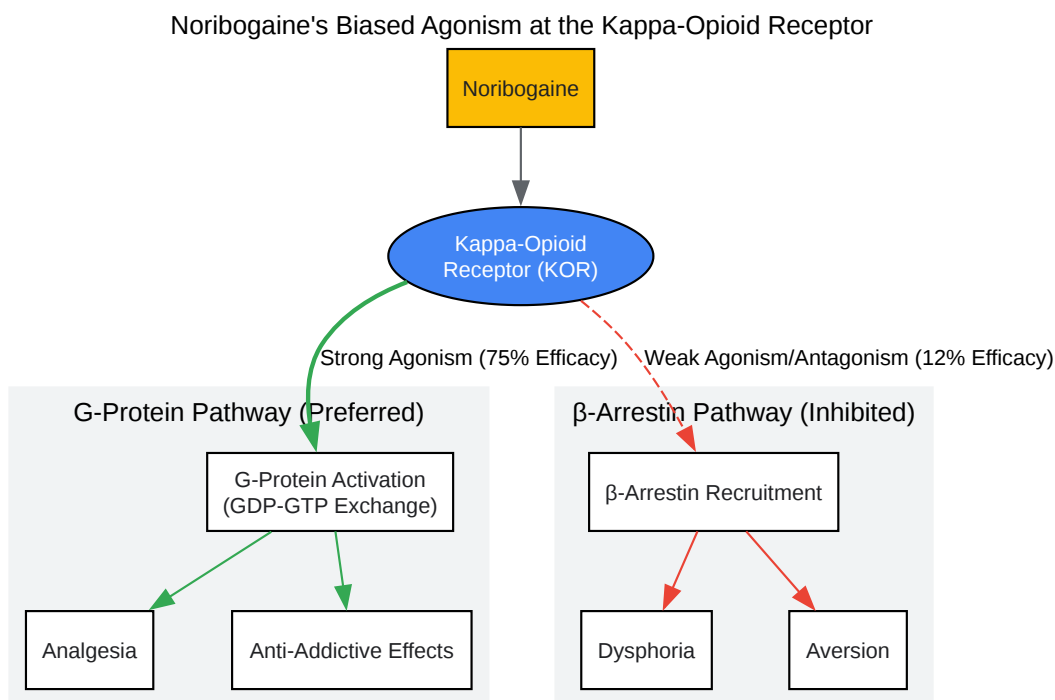 Noribogaine's Biased Agonism at the Kappa-Opioid Receptor
Noribogaine
Kappa-Opioid
Receptor (KOR)
Strong Agonism (75% Efficacy)
Weak Agonism/Antagonism (12% Efficacy)
G-Protein Pathway (Preferred)
G-Protein Activation
(GDP-GTP Exchange)
Analgesia
Anti-Addictive Effects
β-Arrestin Pathway (Inhibited)
β-Arrestin Recruitment
Dysphoria
Aversion